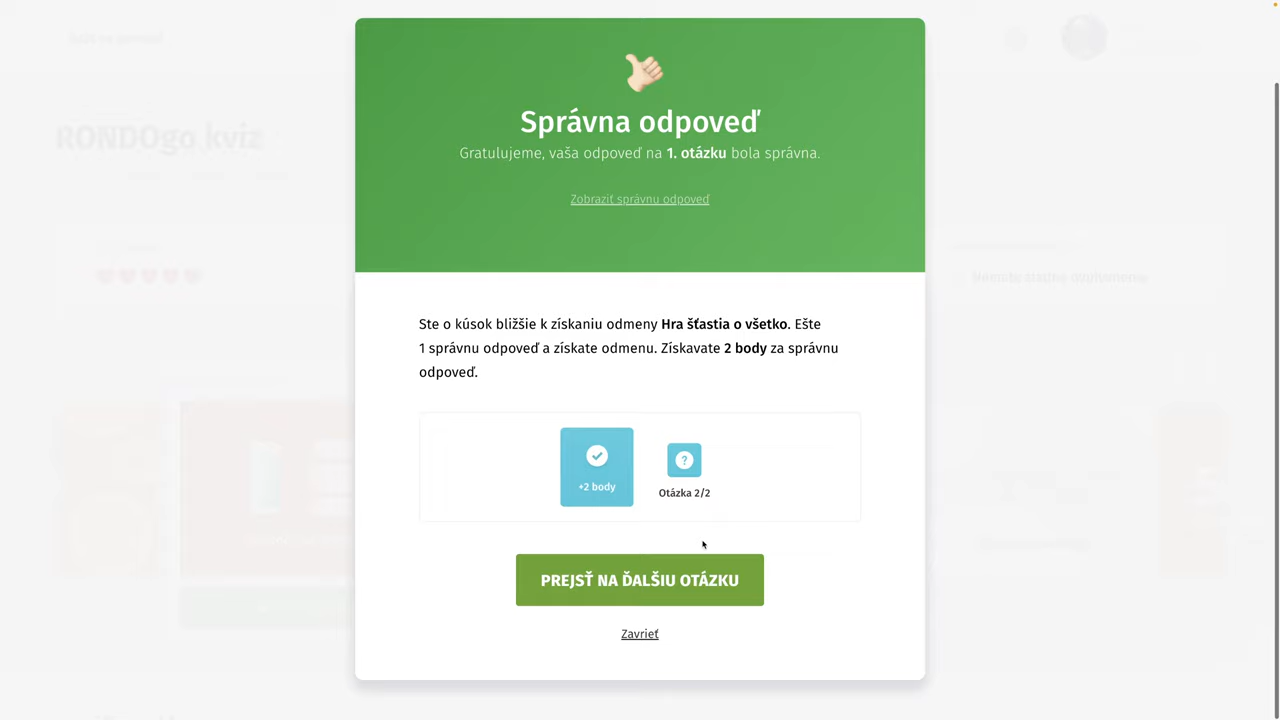 RONDOgo kvíz
Správna odpoveď
Gratulujeme, vaša odpoveď na 1. otázku bola správna.
Zobraziť správnu odpoveď
Ste o kúsok bližšie k získaniu odmeny Hra šťastia o všetko. Ešte
1 správnu odpoveď a získate odmenu. Získavate 2 body za správnu
odpoveď.
+2 body
?
Otázka 2/2
PREJSŤ NA ĎALŠIU OTÁZKU
Zavrieť